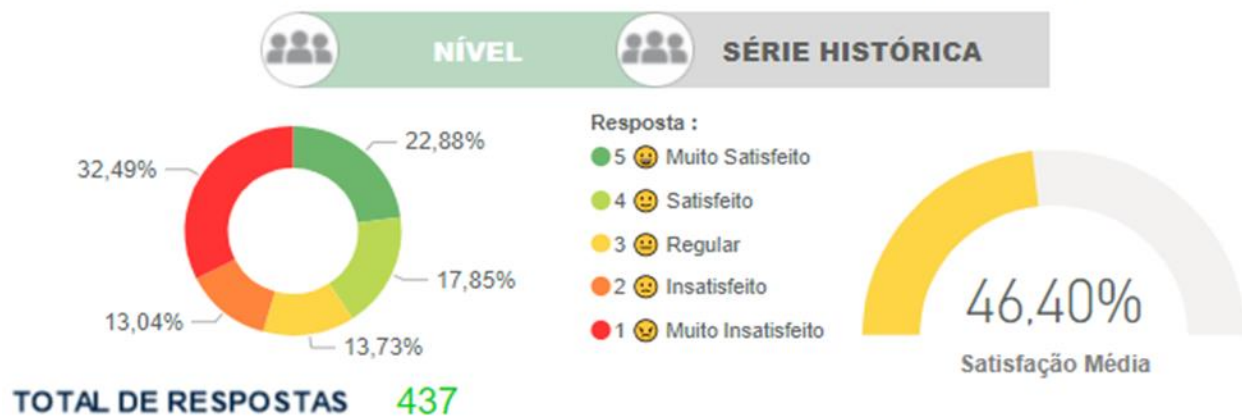 NÍVEL
SÉRIE HISTÓRICA
22,88%
17,85%
13,73%
13,04%
32,49%
Resposta :
5 Muito Satisfeito
4 Satisfeito
3 Regular
2 Insatisfeito
1 Muito Insatisfeito
46,40%
Satisfação Média
TOTAL DE RESPOSTAS 437